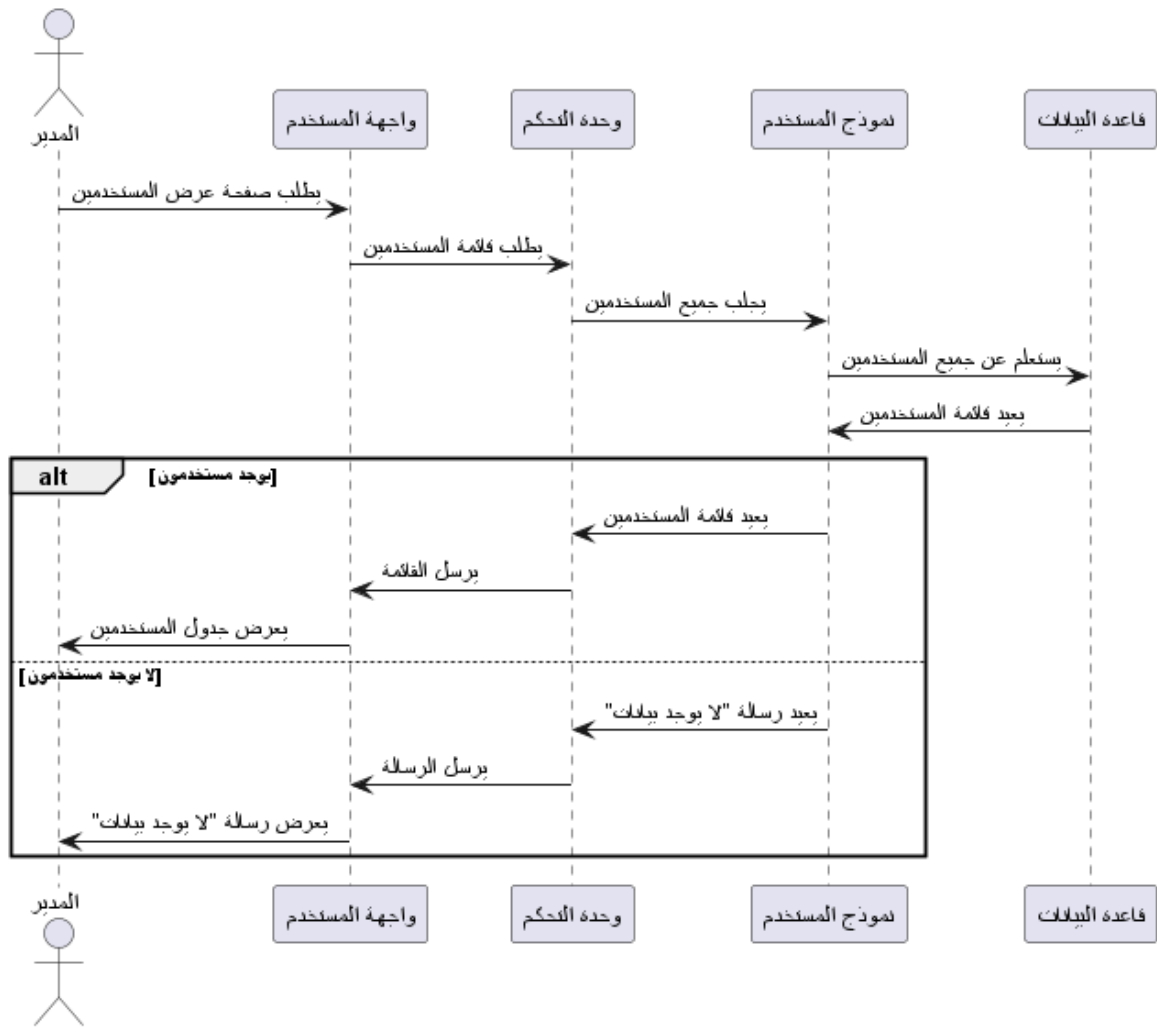 المدير
واجهة المستخدم
وحدة التحكم
نموذج المستخدم
قاعدة البيانات
يطلب صفحة عرض المستخدمين
يطلب قائمة المستخدمين
يجلب جميع المستخدمين
يستعلم عن جميع المستخدمين
يعيد قائمة المستخدمين
alt
[يوجد مستخدمون]
يعيد قائمة المستخدمين
يرسل القائمة
يعرض جدول المستخدمين
[لا يوجد مستخدمون]
يعيد رسالة "لا يوجد بيانات"
يرسل الرسالة
يعرض رسالة "لا يوجد بيانات"
المدير
واجهة المستخدم
وحدة التحكم
نموذج المستخدم
قاعدة البيانات